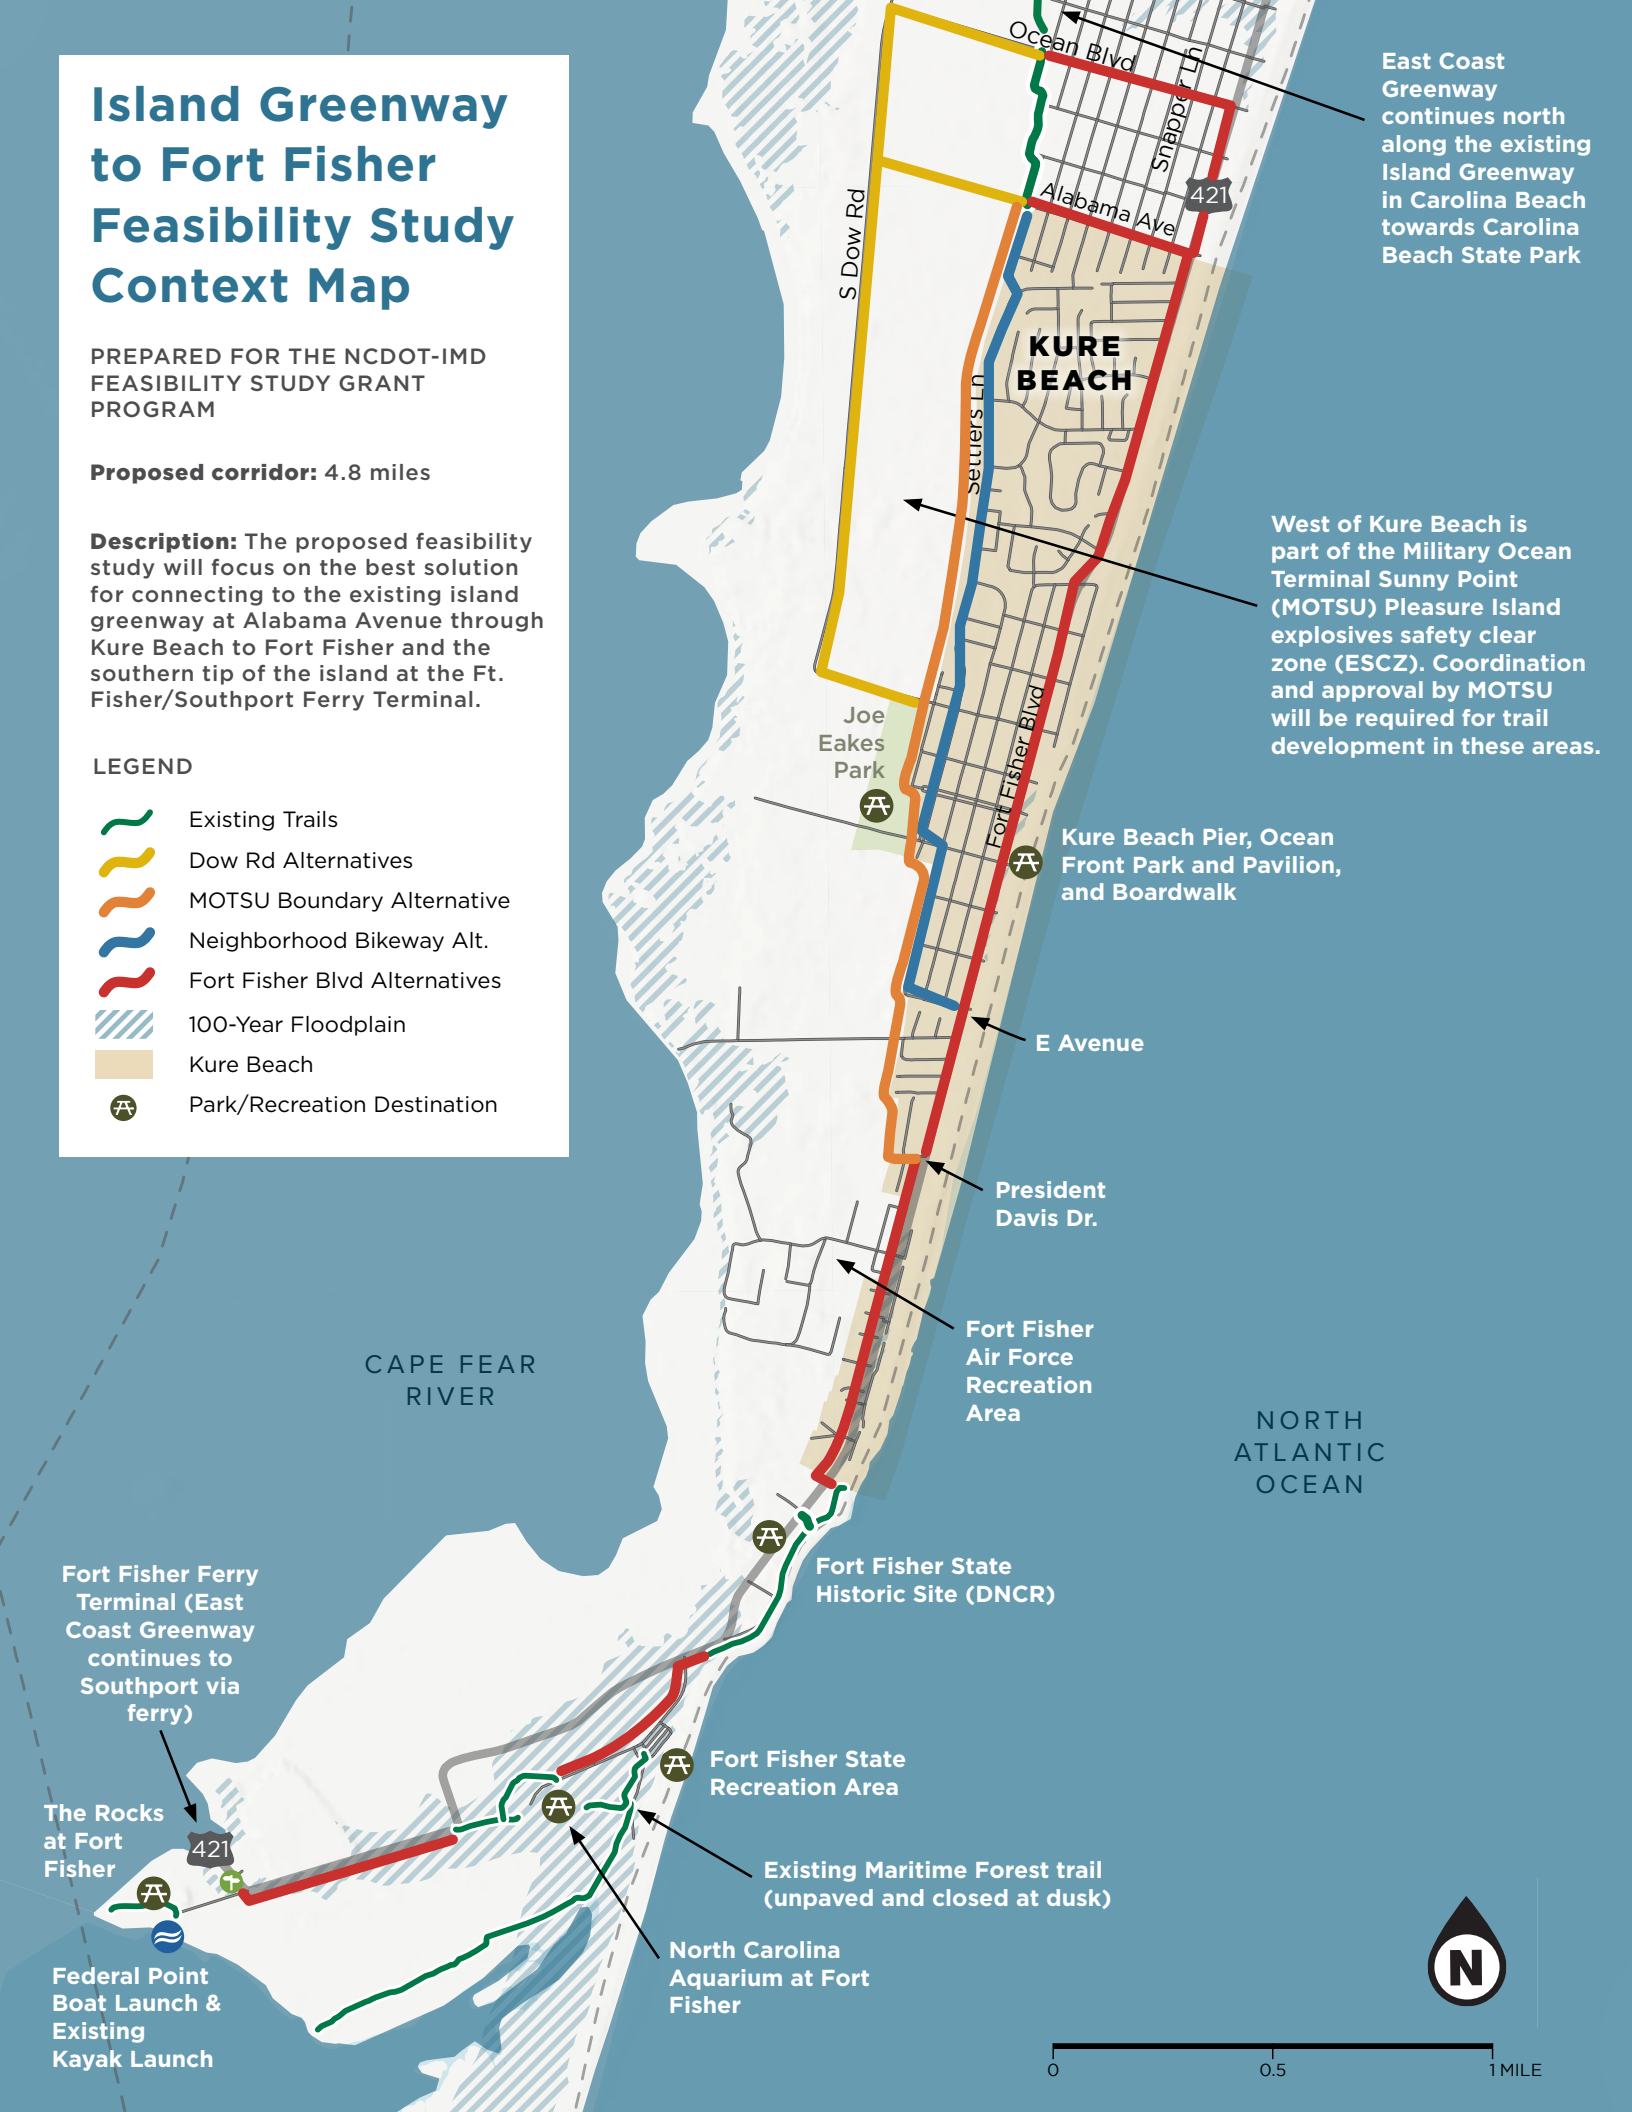 Island Greenway
to Fort Fisher
Feasibility Study
Context Map
PREPARED FOR THE NCDOT-IMD
FEASIBILITY STUDY GRANT
PROGRAM
Proposed corridor: 4.8 miles
Description: The proposed feasibility
study will focus on the best solution
for connecting to the existing island
greenway at Alabama Avenue through
Kure Beach to Fort Fisher and the
southern tip of the island at the Ft.
Fisher/Southport Ferry Terminal.
LEGEND
Existing Trails
Dow Rd Alternatives
MOTSU Boundary Alternative
Neighborhood Bikeway Alt.
Fort Fisher Blvd Alternatives
100-Year Floodplain
Kure Beach
Park/Recreation Destination
Ocean Blvd
Snapper Ln
421
Alabama Ave
S Dow Rd
KURE
BEACH
Settlers Ln
East Coast
Greenway
continues north
along the existing
Island Greenway
in Carolina Beach
towards Carolina
Beach State Park
West of Kure Beach is
part of the Military Ocean
Terminal Sunny Point
(MOTSU) Pleasure Island
explosives safety clear
zone (ESCZ). Coordination
and approval by MOTSU
will be required for trail
development in these areas.
Joe
Eakes
Park
Fort Fisher Blvd
Kure Beach Pier, Ocean
Front Park and Pavilion,
and Boardwalk
E Avenue
President
Davis Dr.
Fort Fisher
Air Force
Recreation
Area
CAPE FEAR
RIVER
NORTH
ATLANTIC
OCEAN
Fort Fisher State
Historic Site (DNCR)
Fort Fisher Ferry
Terminal (East
Coast Greenway
continues to
Southport via
ferry)
Fort Fisher State
Recreation Area
The Rocks
at Fort
Fisher
421
Existing Maritime Forest trail
(unpaved and closed at dusk)
North Carolina
Aquarium at Fort
Fisher
Federal Point
Boat Launch &
Existing
Kayak Launch
N
0 0.5 1 MILE